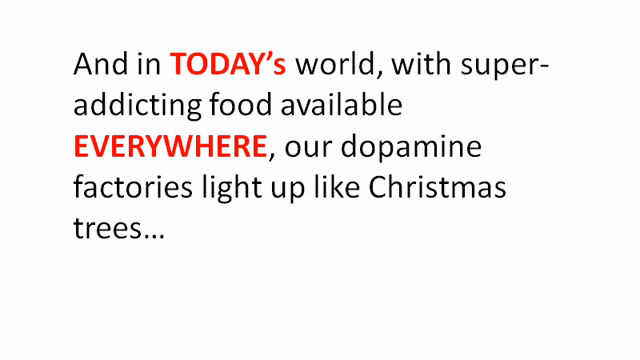 And in TODAY's world, with super-
addicting food available
EVERYWHERE, our dopamine
factories light up like Christmas
trees...